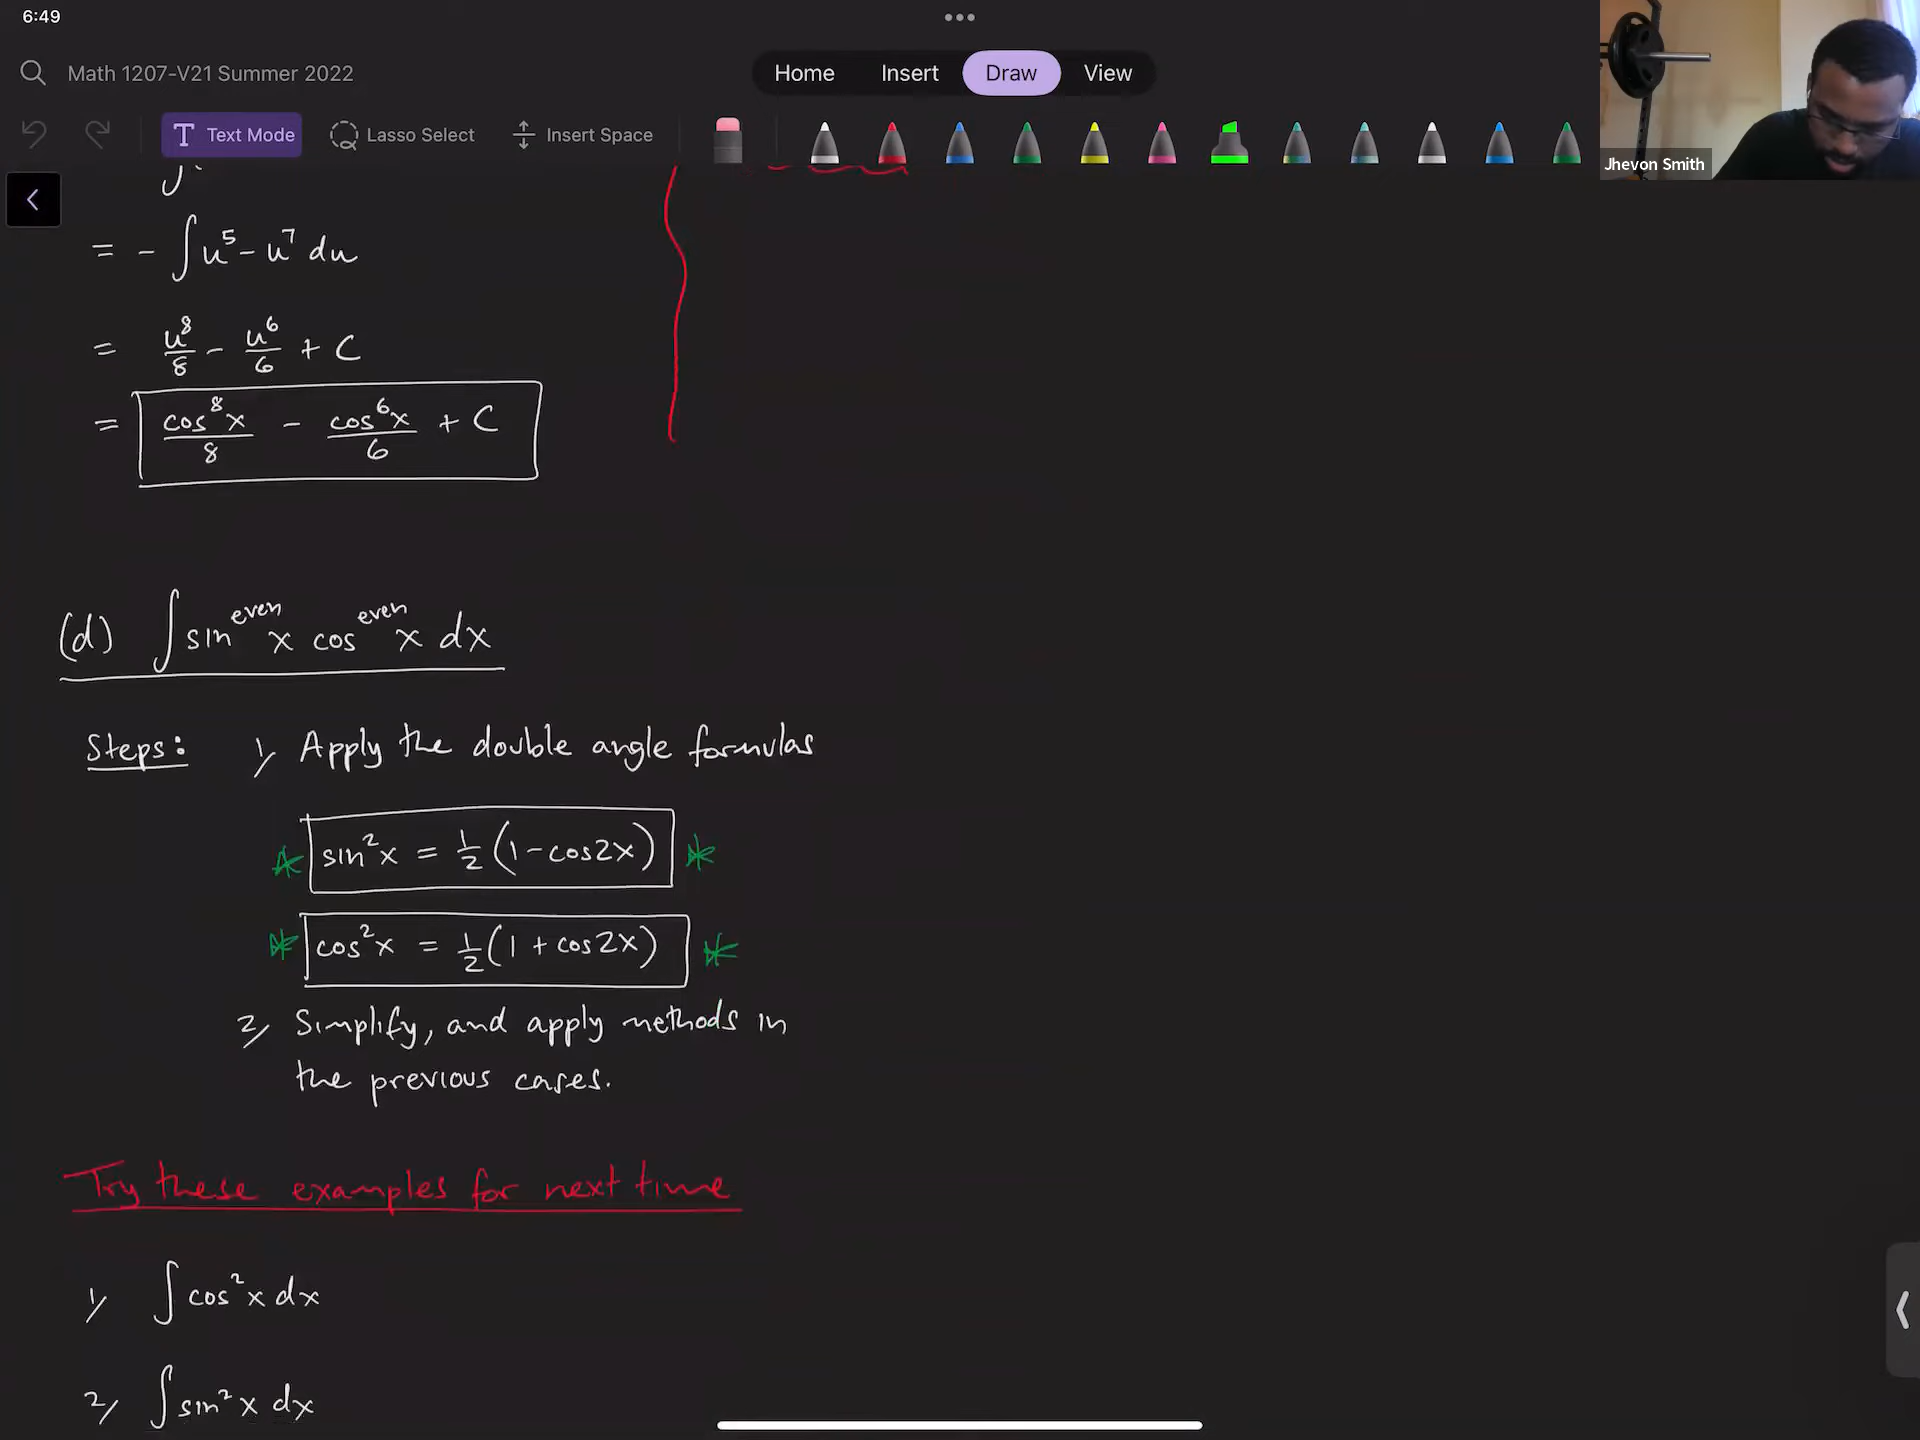 6:49
Math 1207-V21 Summer 2022
Home Insert Draw View
Text Mode Lasso Select Insert Space
Jhevon Smith
= - ∫ u⁵ - u⁷ du
= u⁸/8 - u⁶/6 + C
= cos⁸x/8 - cos⁶x/6 + C
(d) ∫ sin^even x cos^even x dx
Steps: 1, Apply the double angle formulas
* sin²x = 1/2 (1 - cos2x) *
* cos²x = 1/2 (1 + cos2x) *
2, Simplify, and apply methods in
the previous cases.
Try these examples for next time
1, ∫ cos²x dx
2, ∫ sin²x dx